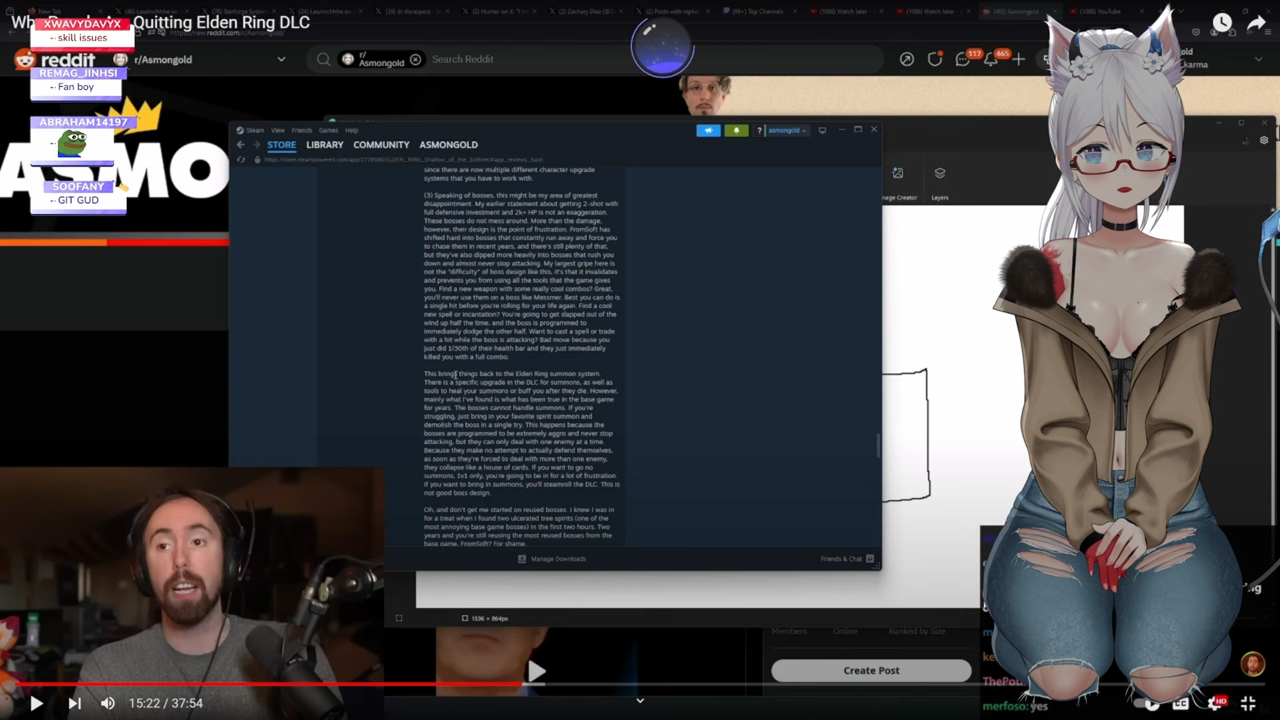 Quitting Elden Ring DLC
XWAVYDAVYX
skill issues
reddit
r/Asmongold
r/
Asmongold
Search Reddit
117
465
karma
REMAG_JINHSI
Fan boy
ABRAHAM14197
SOOFANY
GIT GUD
ASMO
Steam View Friends Games Help
asmongold
STORE LIBRARY COMMUNITY ASMONGOLD
since there are now multiple different character upgrade
systems that you have to work with.
(3) Speaking of bosses, this might be my area of greatest
disappointment. My earlier statement about getting 2-shot with
full defensive investment and 2k+ HP is not an exaggeration.
These bosses do not mess around. More than the damage,
however, their design is the point of frustration. FromSoft has
shifted hard into bosses that constantly run away and force you
to chase them in recent years, and there's still plenty of that,
but they've also dipped more heavily into bosses that rush you
down and almost never stop attacking. My largest gripe here is
not the "difficulty" of boss design like this, it's that it invalidates
and prevents you from using all the tools that the game gives
you. Find a new weapon with some really cool combos? Great,
you'll never use them on a boss like Messmer. Best you can do is
a single hit before you're rolling for your life again. Find a cool
new spell or incantation? You're going to get slapped out of the
wind up half the time, and the boss is programmed to
immediately dodge the other half. Want to cast a spell or trade
with a hit while the boss is attacking? Bad move because you
just did 1/30th of their health bar and they just immediately
killed you with a full combo.
This brings things back to the Elden Ring summon system.
There is a specific upgrade in the DLC for summons, as well as
tools to heal your summons or buff you after they die. However,
mainly what I've found is what has been true in the base game
for years. The bosses cannot handle summons. If you're
struggling, just bring in your favorite spirit summon and
demolish the boss in a single try. This happens because the
bosses are programmed to be extremely aggro and never stop
attacking, but they can only deal with one enemy at a time.
Because they make no attempt to actually defend themselves,
as soon as they're forced to deal with more than one enemy,
they collapse like a house of cards. If you want to go no
summons, 1v1 only, you're going to be in for a lot of frustration.
If you want to bring in summons, you'll steamroll the DLC. This is
not good boss design.
Oh, and don't get me started on reused bosses. I knew I was in
for a treat when I found two ulcerated tree spirits (one of the
most annoying base game bosses) in the first two hours. Two
years and you're still reusing the most reused bosses from the
base game, FromSoft? For shame.
Manage Downloads
Friends & Chat
Image Creator
Layers
1536 × 864px
Members
Online
Ranked by Size
Create Post
merfoso: yes
15:22 / 37:54
HD